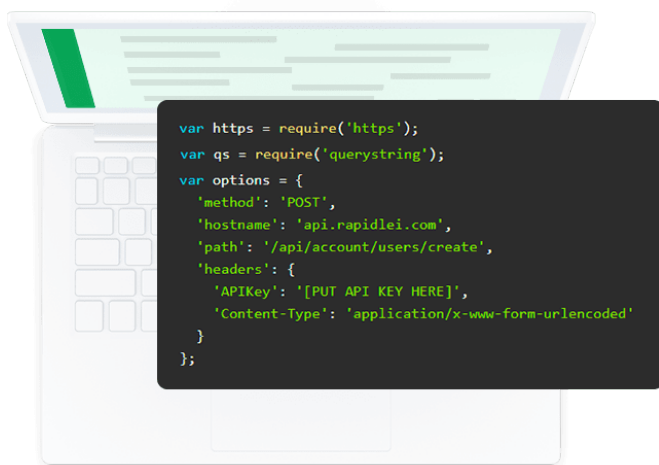 var https = require('https');
var qs = require('querystring');
var options = {
  'method': 'POST',
  'hostname': 'api.rapidlei.com',
  'path': '/api/account/users/create',
  'headers': {
    'APIKey': '[PUT API KEY HERE]',
    'Content-Type': 'application/x-www-form-urlencoded'
  }
};